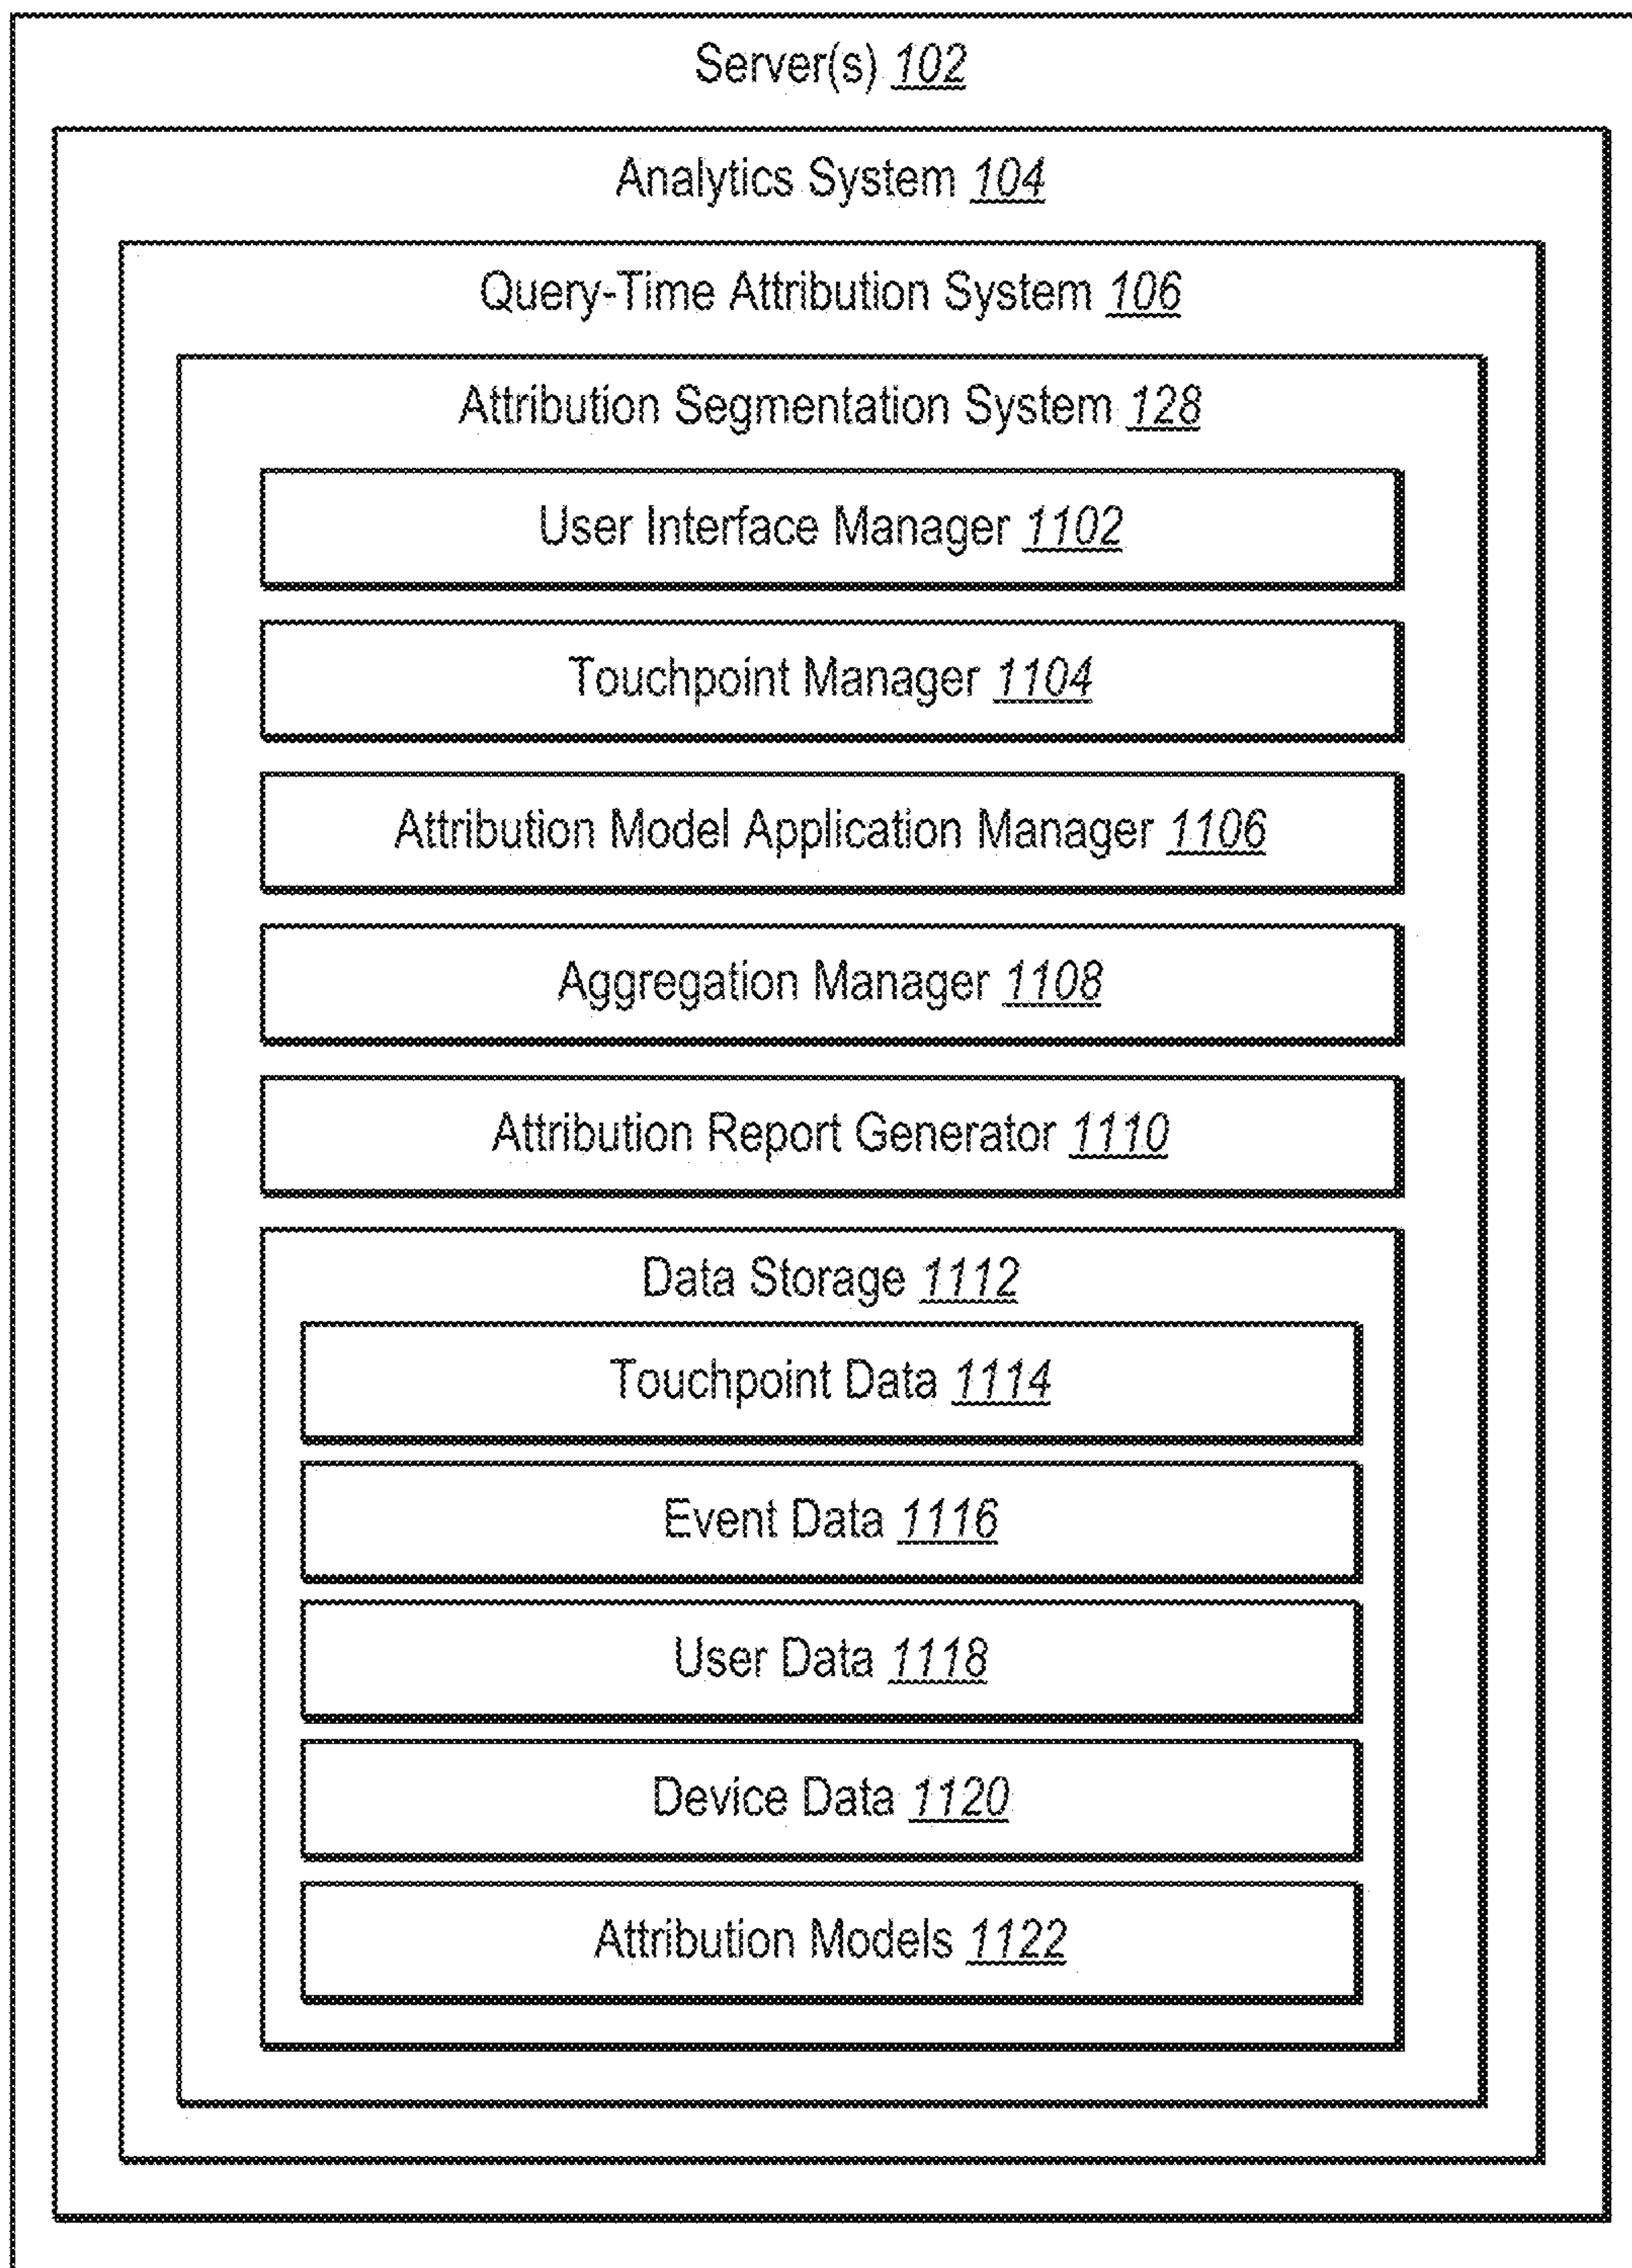 Server(s) 102
Analytics System 104
Query-Time Attribution System 106
Attribution Segmentation System 128
User Interface Manager 1102
Touchpoint Manager 1104
Attribution Model Application Manager 1106
Aggregation Manager 1108
Attribution Report Generator 1110
Data Storage 1112
Touchpoint Data 1114
Event Data 1116
User Data 1118
Device Data 1120
Attribution Models 1122